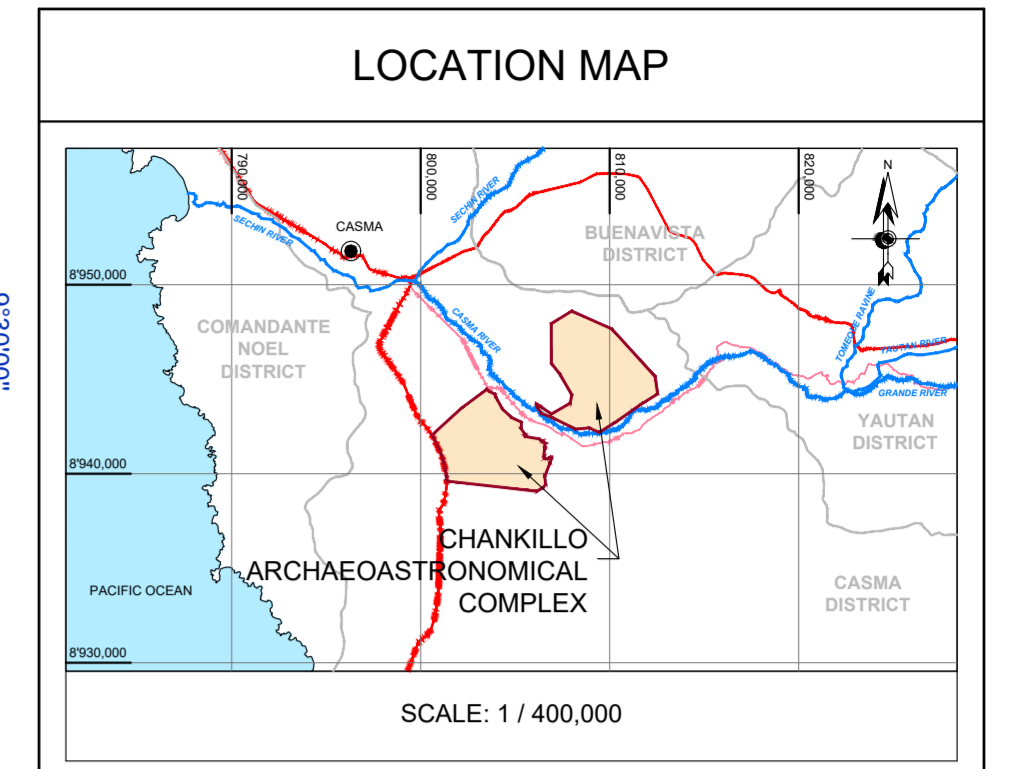 LOCATION MAP
790,000
800,000
810,000
820,000
N
SECHIN RIVER
SECHIN RIVER
CASMA
BUENAVISTA
DISTRICT
8'950,000
COMANDANTE
NOEL
DISTRICT
CASMA RIVER
TOMEQUE RAVINE
YAUTAN RIVER
GRANDE RIVER
YAUTAN
DISTRICT
8'940,000
CHANKILLO
ARCHAEOASTRONOMICAL
COMPLEX
PACIFIC OCEAN
CASMA
DISTRICT
8'930,000
SCALE: 1 / 400,000